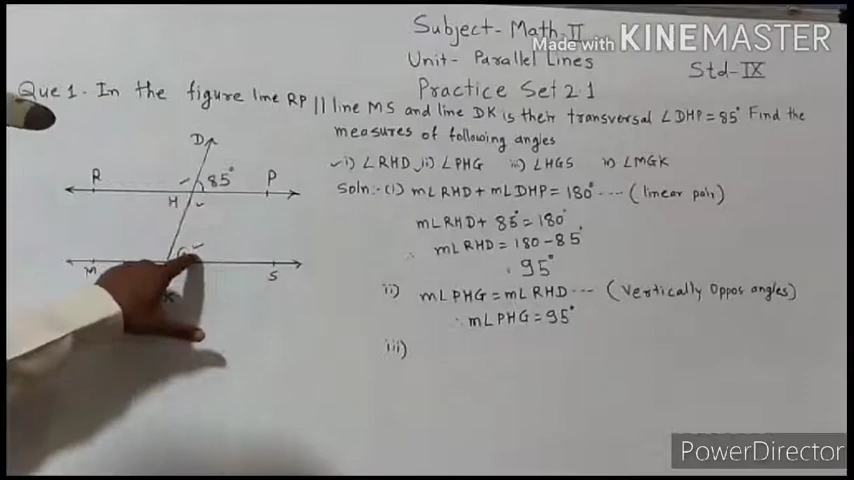 Subject- Math-II
Made with KINEMASTER
Unit- Parallel Lines
Std-IX
Practice Set 2.1
Que 1. In the figure line RP || line MS and line DK is their transversal ∠DHP = 85° Find the
measures of following angles
i) ∠RHD ii) ∠PHG iii) ∠HGS iv) ∠MGK
Soln:- (i) m∠RHD + m∠DHP = 180° ---- (linear pair)
m∠RHD + 85° = 180°
∴ m∠RHD = 180 - 85°
95°
ii) m∠PHG = m∠RHD --- (Vertically Oppos angles)
∴ m∠PHG = 95°
iii)
D
R 85° P
H
G
M S
K
PowerDirector